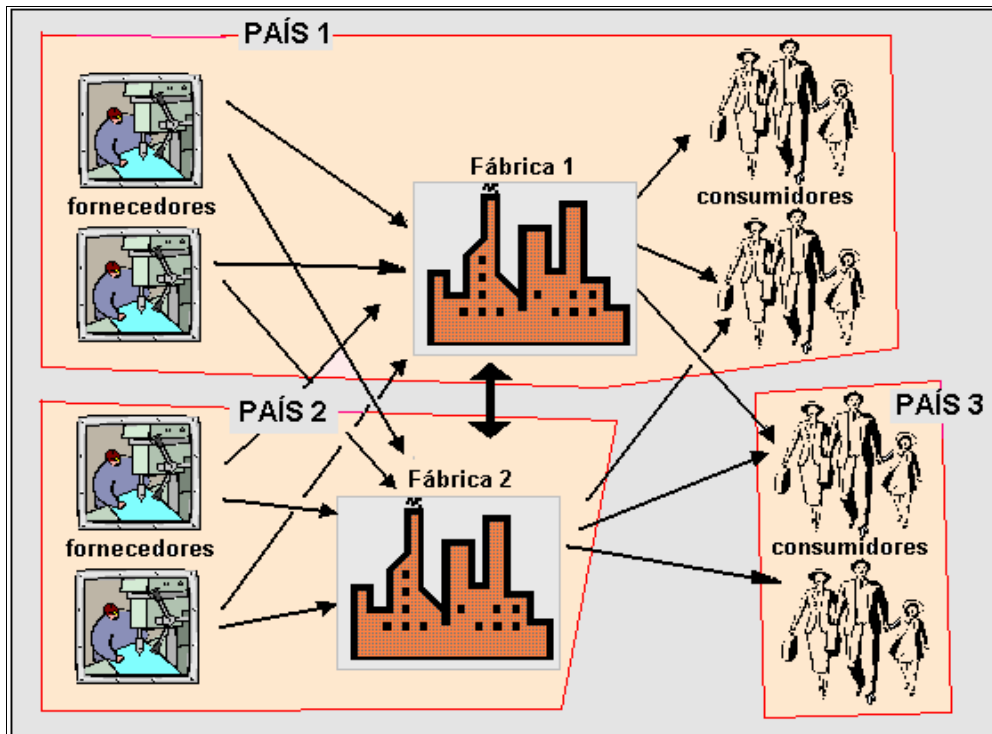 PAÍS 1
Fábrica 1
fornecedores
consumidores
PAÍS 2
PAÍS 3
Fábrica 2
fornecedores
consumidores